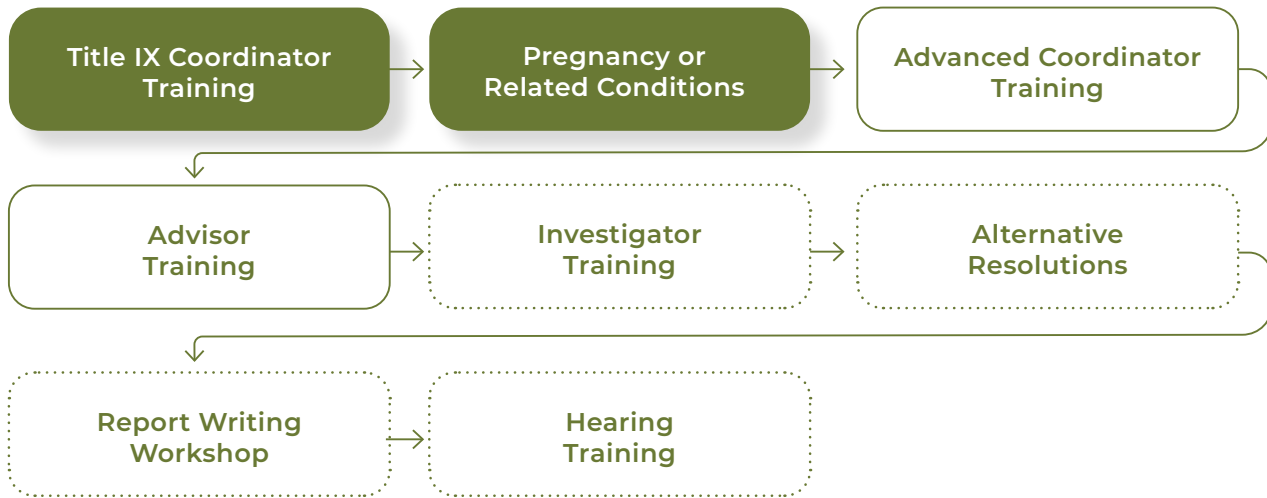 Title IX Coordinator
Training
Pregnancy or
Related Conditions
Advanced Coordinator
Training
Advisor
Training
Investigator
Training
Alternative
Resolutions
Report Writing
Workshop
Hearing
Training